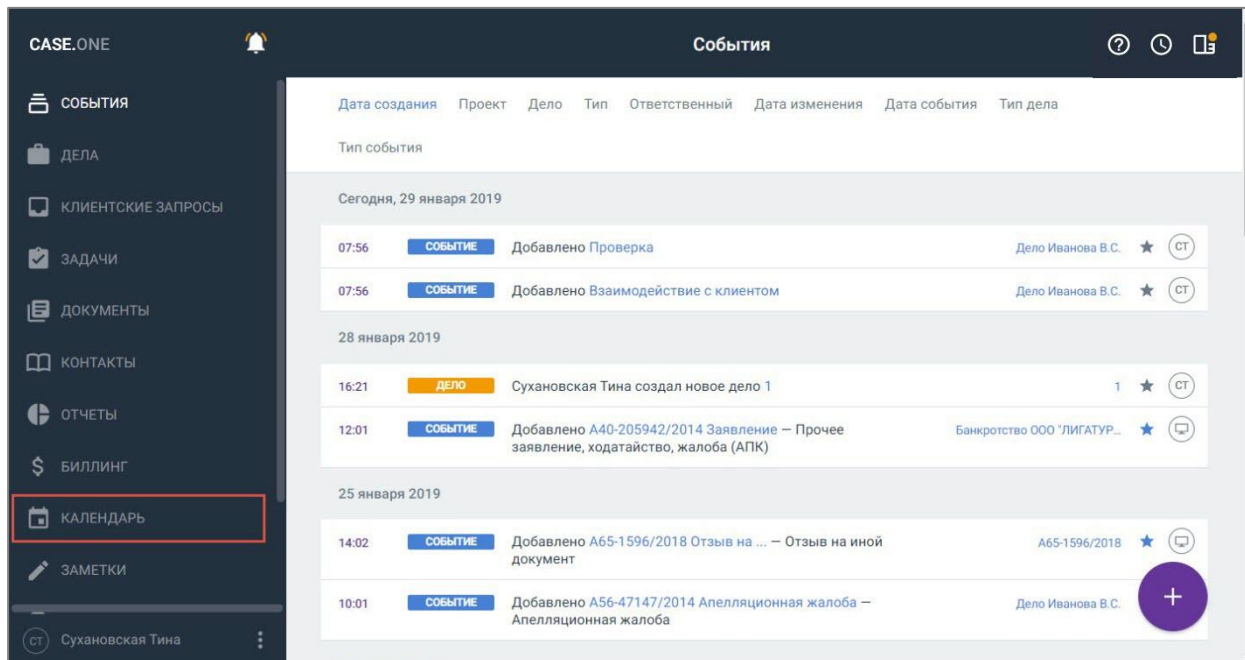 CASE.ONE
События
СОБЫТИЯ
ДЕЛА
КЛИЕНТСКИЕ ЗАПРОСЫ
ЗАДАЧИ
ДОКУМЕНТЫ
КОНТАКТЫ
ОТЧЕТЫ
$ БИЛЛИНГ
КАЛЕНДАРЬ
ЗАМЕТКИ
СТ Сухановская Тина
Дата создания Проект Дело Тип Ответственный Дата изменения Дата события Тип дела
Тип события
Сегодня, 29 января 2019
07:56 СОБЫТИЕ Добавлено Проверка Дело Иванова В.С. СТ
07:56 СОБЫТИЕ Добавлено Взаимодействие с клиентом Дело Иванова В.С. СТ
28 января 2019
16:21 ДЕЛО Сухановская Тина создал новое дело 1 1 СТ
12:01 СОБЫТИЕ Добавлено А40-205942/2014 Заявление — Прочее Банкротство ООО "ЛИГАТУР...
заявление, ходатайство, жалоба (АПК)
25 января 2019
14:02 СОБЫТИЕ Добавлено А65-1596/2018 Отзыв на ... — Отзыв на иной А65-1596/2018
документ
10:01 СОБЫТИЕ Добавлено А56-47147/2014 Апелляционная жалоба — Дело Иванова В.С.
Апелляционная жалоба